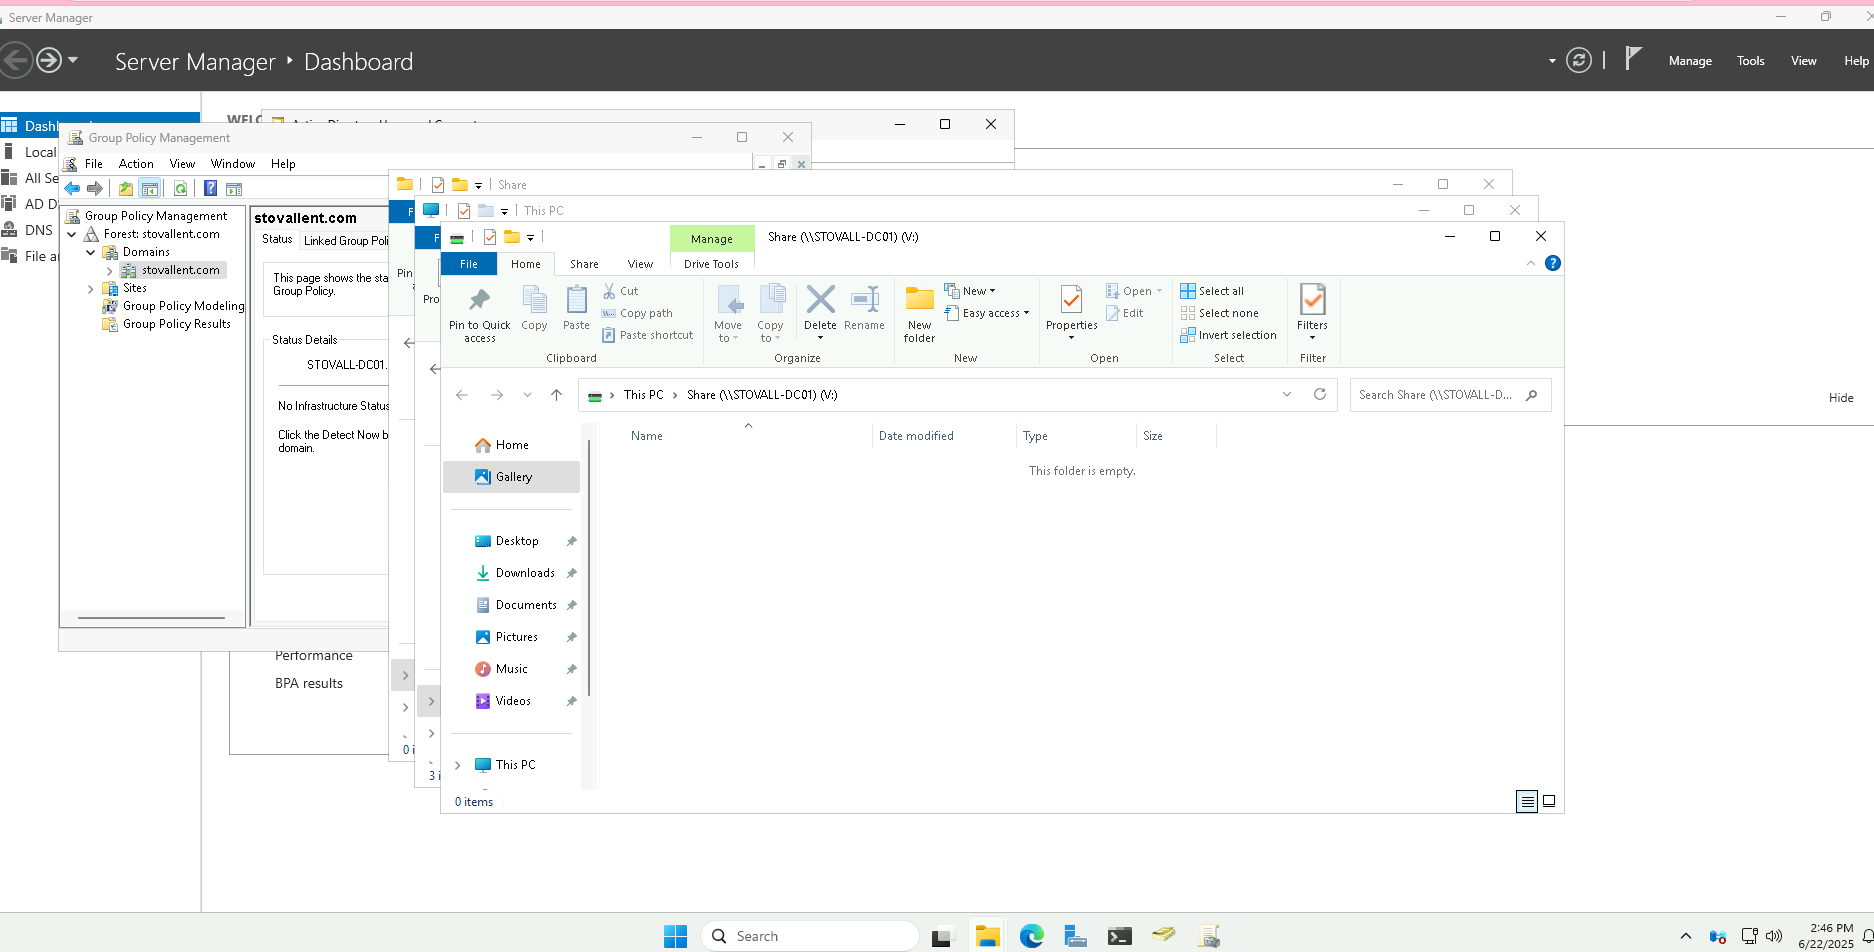 Server Manager
Server Manager ‣ Dashboard
Manage Tools View Help
Local
All Se
AD D
DNS
Group Policy Management
File Action View Window Help
Group Policy Management
Forest: stovallent.com
Domains
stovallent.com
Sites
Group Policy Modeling
Group Policy Results
stovallent.com
Status
Linked Group Poli
This page shows the sta
Group Policy.
Status Details
STOVALL-DC01.
No Infrastructure Status
Click the Detect Now b
domain.
Performance
BPA results
Hide
Share
This PC
Pin
Pro
0 i
3 i
Manage
Share (\\STOVALL-DC01) (V:)
File Home Share View Drive Tools
Pin to Quick access
Copy
Paste
Cut
Copy path
Paste shortcut
Clipboard
Move to
Copy to
Delete
Rename
Organize
New folder
New
Easy access
New
Properties
Open
Edit
Open
Select all
Select none
Invert selection
Select
Filters
Filter
This PC > Share (\\STOVALL-DC01) (V:)
Search Share (\\STOVALL-D...
Name Date modified Type Size
This folder is empty.
Home
Gallery
Desktop
Downloads
Documents
Pictures
Music
Videos
This PC
0 items
Search
2:46 PM
6/22/2025